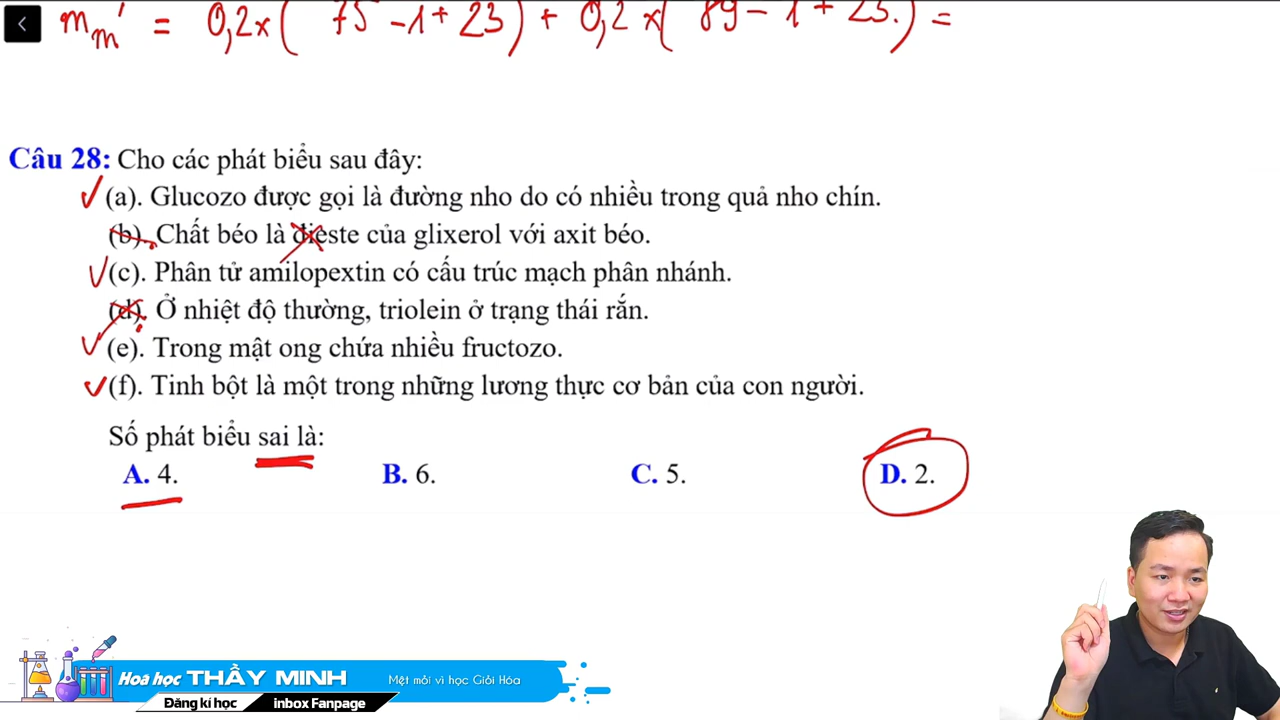 m m' = 0,2x( 75 -1 + 23) + 0,2 x( 89 - 1 + 23.) =
Câu 28: Cho các phát biểu sau đây:
(a). Glucozo được gọi là đường nho do có nhiều trong quả nho chín.
(b). Chất béo là đieste của glixerol với axit béo.
(c). Phân tử amilopextin có cấu trúc mạch phân nhánh.
(d). Ở nhiệt độ thường, triolein ở trạng thái rắn.
(e). Trong mật ong chứa nhiều fructozo.
(f). Tinh bột là một trong những lương thực cơ bản của con người.
Số phát biểu sai là:
A. 4. B. 6. C. 5. D. 2.
Hoá học THẦY MINH Mệt mỏi vì học Giỏi Hóa
Đăng kí học inbox Fanpage